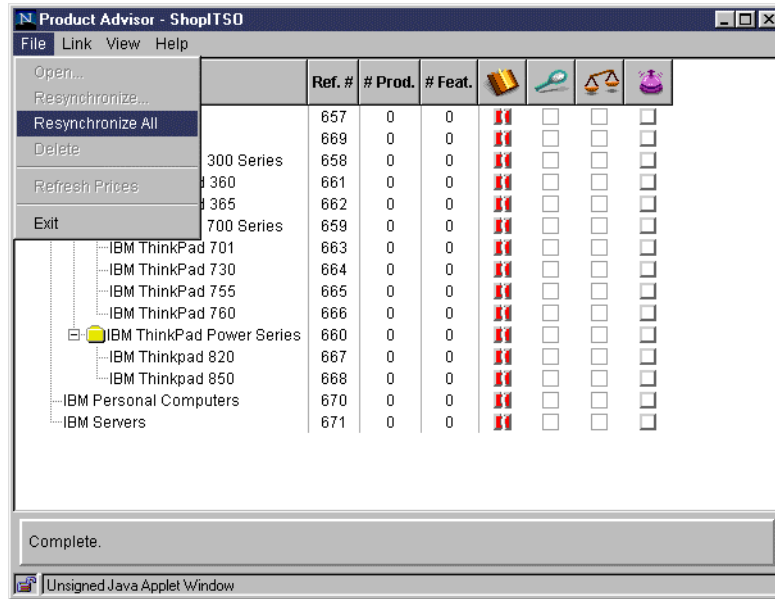 Product Advisor - ShopITSO
File Link View Help
Open...
Resynchronize...
Resynchronize All
Delete
Refresh Prices
Exit
Ref. # # Prod. # Feat.
657 0 0
669 0 0
300 Series 658 0 0
d 360 661 0 0
d 365 662 0 0
700 Series 659 0 0
IBM ThinkPad 701 663 0 0
IBM ThinkPad 730 664 0 0
IBM ThinkPad 755 665 0 0
IBM ThinkPad 760 666 0 0
IBM ThinkPad Power Series 660 0 0
IBM Thinkpad 820 667 0 0
IBM Thinkpad 850 668 0 0
IBM Personal Computers 670 0 0
IBM Servers 671 0 0
Complete.
Unsigned Java Applet Window